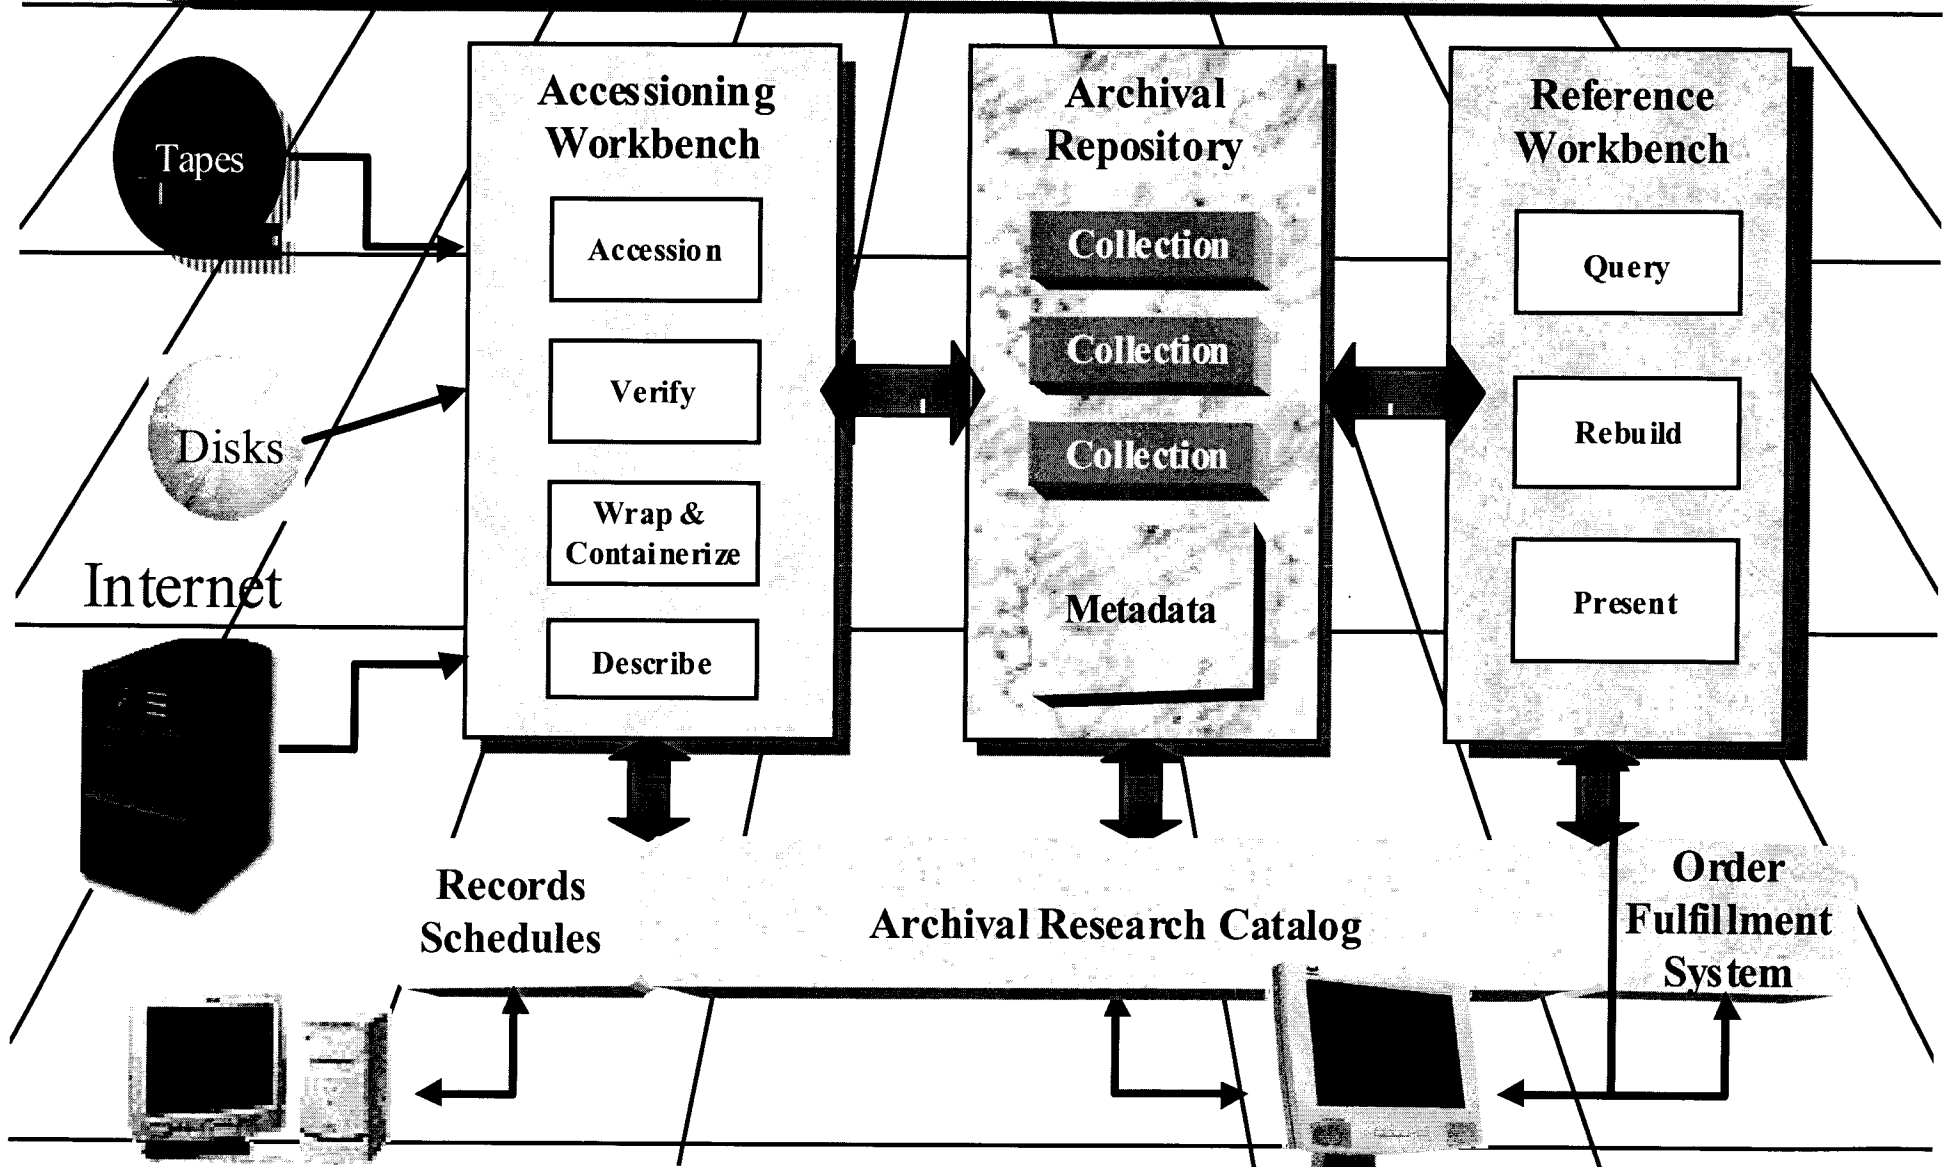 Accessioning
Workbench
Archival
Repository
Reference
Workbench
Tapes
Accession
Collection
Query
Collection
Verify
Disks
Rebuild
Collection
Wrap &
Containerize
Internet
Present
Metadata
Describe
Records
Schedules
Archival Research Catalog
Order
Fulfillment
System